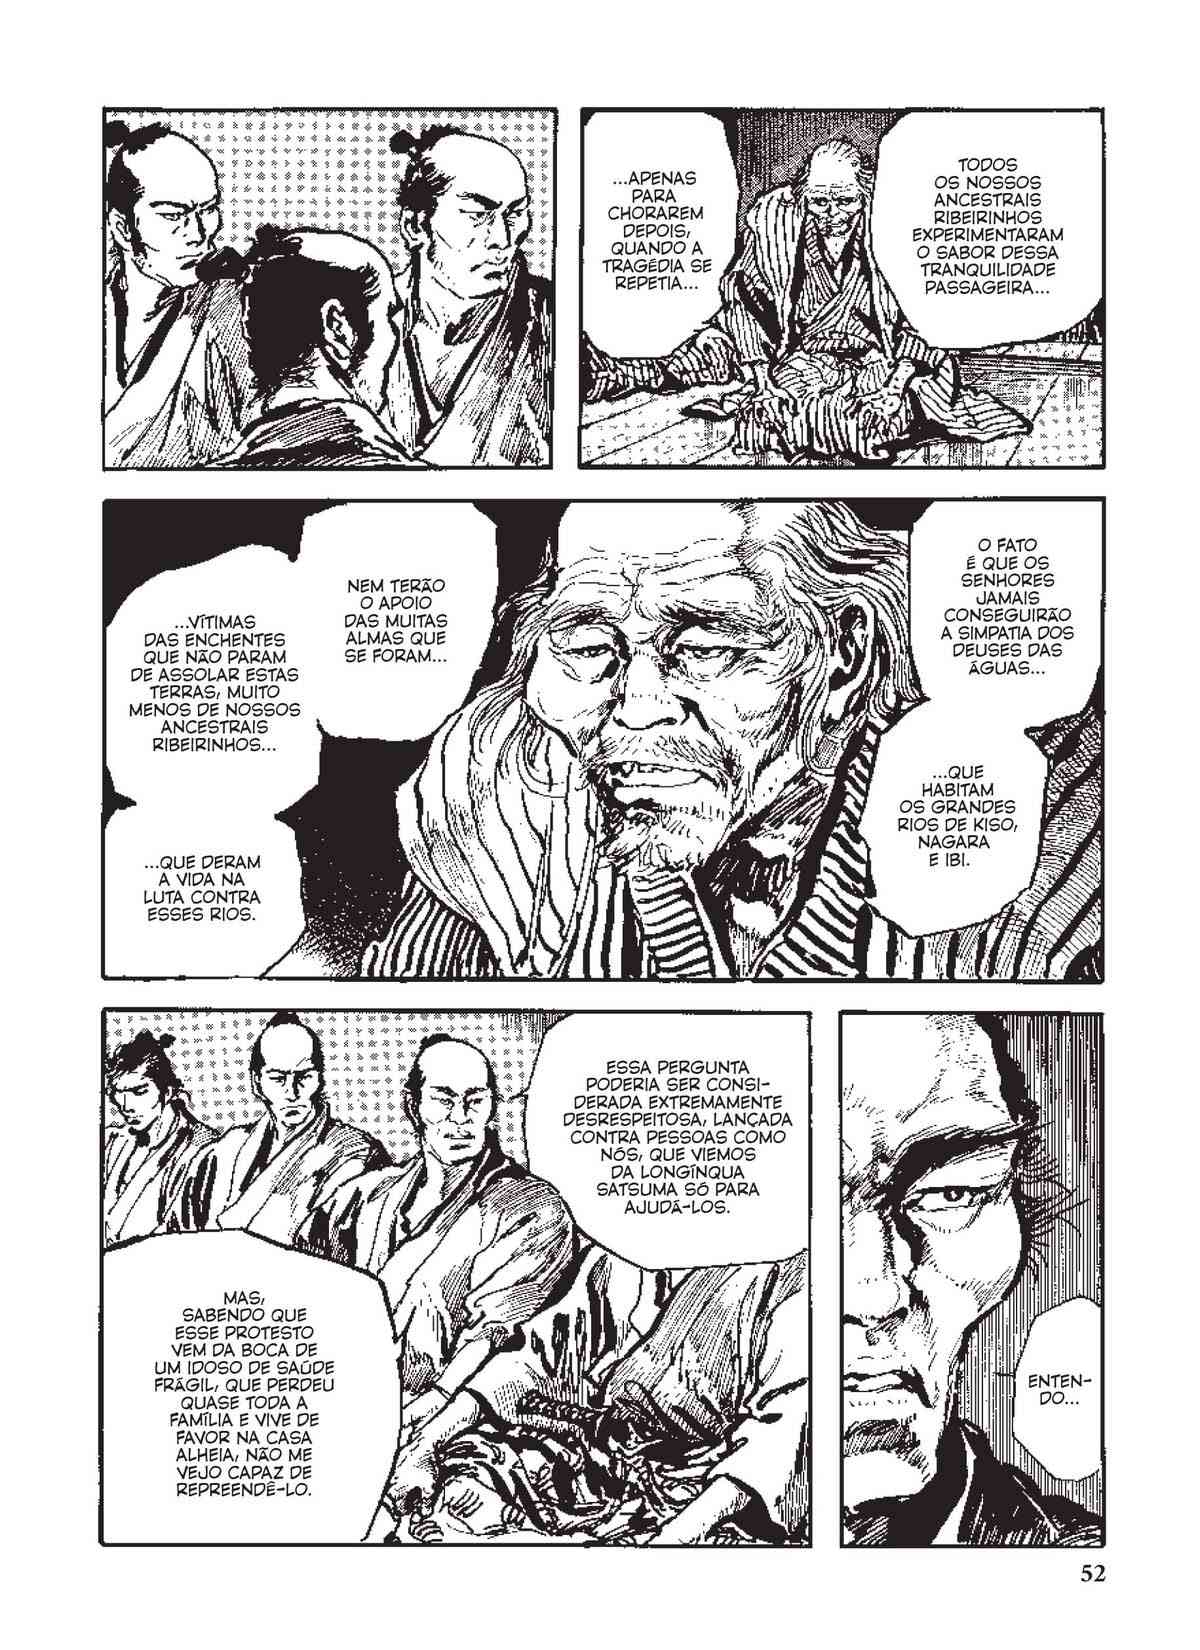 TODOS
OS NOSSOS
ANCESTRAIS
RIBEIRINHOS
EXPERIMENTARAM
O SABOR DESSA
TRANQUILIDADE
PASSAGEIRA...
...APENAS
PARA
CHORAREM
DEPOIS,
QUANDO A
TRAGÉDIA SE
REPETIA...
O FATO
É QUE OS
SENHORES
JAMAIS
CONSEGUIRÃO
A SIMPATIA DOS
DEUSES DAS
ÁGUAS...
...QUE
HABITAM
OS GRANDES
RIOS DE KISO,
NAGARA
E IBI.
NEM TERÃO
O APOIO
DAS MUITAS
ALMAS QUE
SE FORAM...
...VÍTIMAS
DAS ENCHENTES
QUE NÃO PARAM
DE ASSOLAR ESTAS
TERRAS, MUITO
MENOS DE NOSSOS
ANCESTRAIS
RIBEIRINHOS...
...QUE DERAM
A VIDA NA
LUTA CONTRA
ESSES RIOS.
ENTEN-
DO...
ESSA PERGUNTA
PODERIA SER CONSI-
DERADA EXTREMAMENTE
DESRESPEITOSA, LANÇADA
CONTRA PESSOAS COMO
NÓS, QUE VIEMOS
DA LONGÍNQUA
SATSUMA SÓ PARA
AJUDÁ-LOS.
MAS,
SABENDO QUE
ESSE PROTESTO
VEM DA BOCA DE
UM IDOSO DE SAÚDE
FRÁGIL, QUE PERDEU
QUASE TODA A
FAMÍLIA E VIVE DE
FAVOR NA CASA
ALHEIA, NÃO ME
VEJO CAPAZ DE
REPREENDÊ-LO.
52